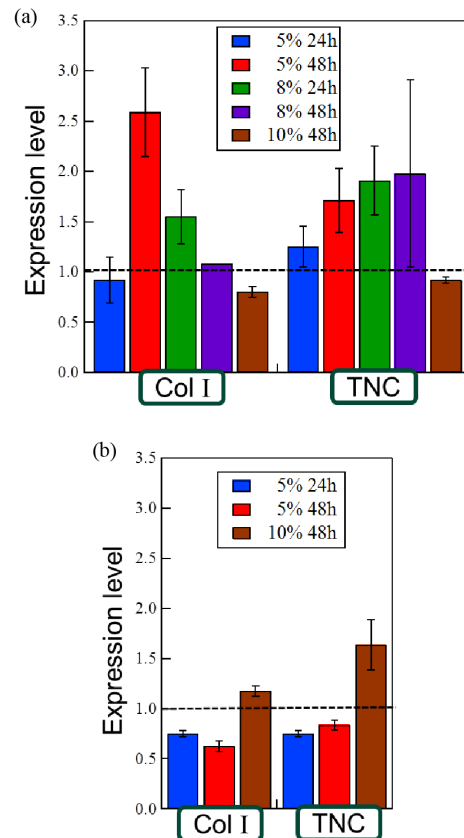 (a)
3.5
3.0
2.5
2.0
1.5
1.0
0.5
0.0
Expression level
5% 24h
5% 48h
8% 24h
8% 48h
10% 48h
Col I
TNC
(b)
3.5
3.0
2.5
2.0
1.5
1.0
0.5
0.0
Expression level
5% 24h
5% 48h
10% 48h
Col I
TNC